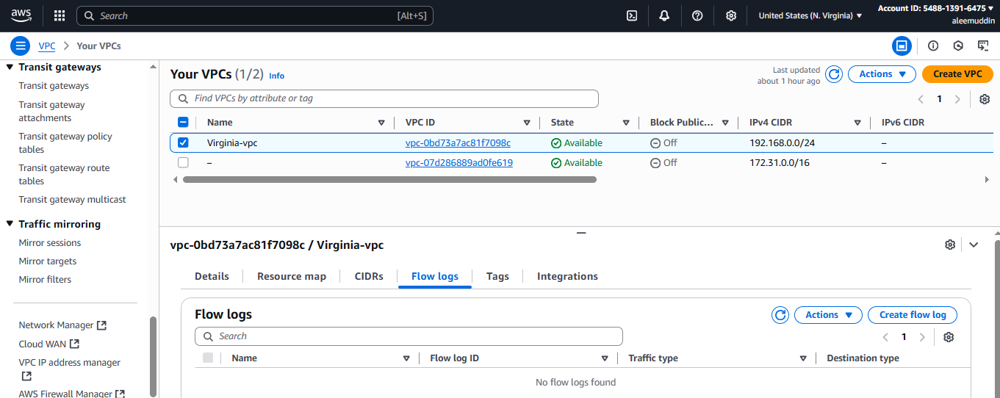 aws
Search [Alt+S]
United States (N. Virginia)
Account ID: 5488-1391-6475
aleemuddin
VPC > Your VPCs
Transit gateways
Transit gateways
Transit gateway
attachments
Transit gateway policy
tables
Transit gateway route
tables
Transit gateway multicast
Traffic mirroring
Mirror sessions
Mirror targets
Mirror filters
Network Manager
Cloud WAN
VPC IP address manager
AWS Firewall Manager
Your VPCs (1/2) Info
Last updated
about 1 hour ago
Actions
Create VPC
Find VPCs by attribute or tag
1
Name VPC ID State Block Public... IPv4 CIDR IPv6 CIDR
Virginia-vpc vpc-0bd73a7ac81f7098c Available Off 192.168.0.0/24 –
– vpc-07d286889ad0fe619 Available Off 172.31.0.0/16 –
vpc-0bd73a7ac81f7098c / Virginia-vpc
Details Resource map CIDRs Flow logs Tags Integrations
Flow logs
Actions
Create flow log
Search
1
Name Flow log ID Traffic type Destination type
No flow logs found